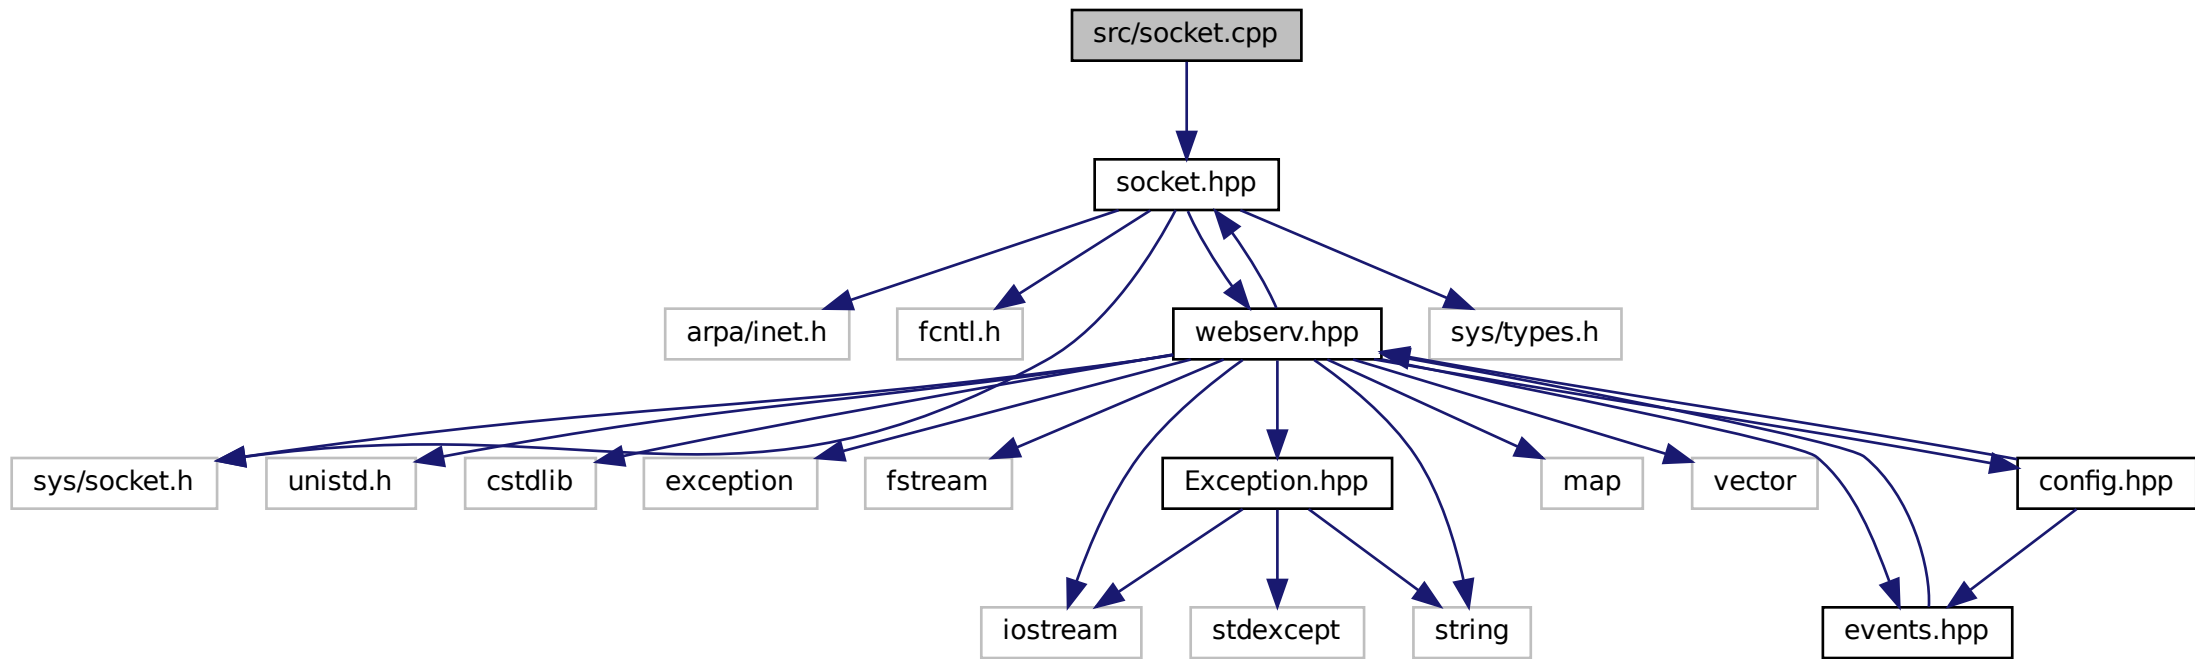 src/socket.cpp
socket.hpp
arpa/inet.h
fcntl.h
webserv.hpp
sys/types.h
sys/socket.h
unistd.h
cstdlib
exception
fstream
Exception.hpp
map
vector
config.hpp
iostream
stdexcept
string
events.hpp